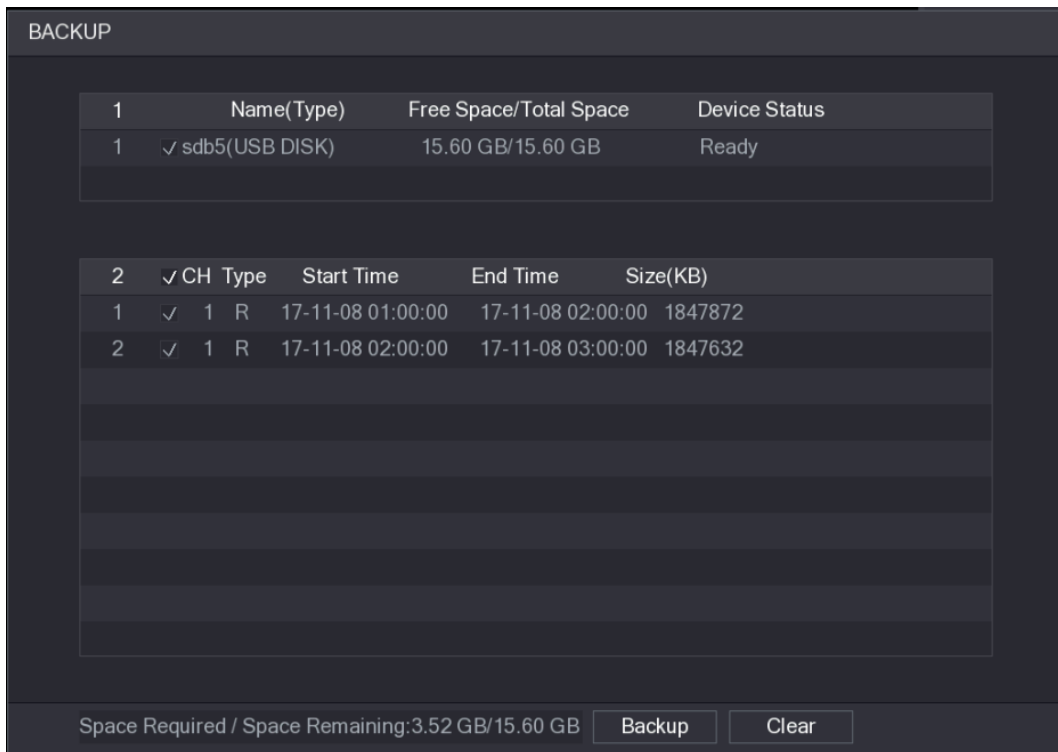 BACKUP
1 Name(Type) Free Space/Total Space Device Status
1 sdb5(USB DISK) 15.60 GB/15.60 GB Ready
2 CH Type Start Time End Time Size(KB)
1 1 R 17-11-08 01:00:00 17-11-08 02:00:00 1847872
2 1 R 17-11-08 02:00:00 17-11-08 03:00:00 1847632
Space Required / Space Remaining:3.52 GB/15.60 GB Backup Clear